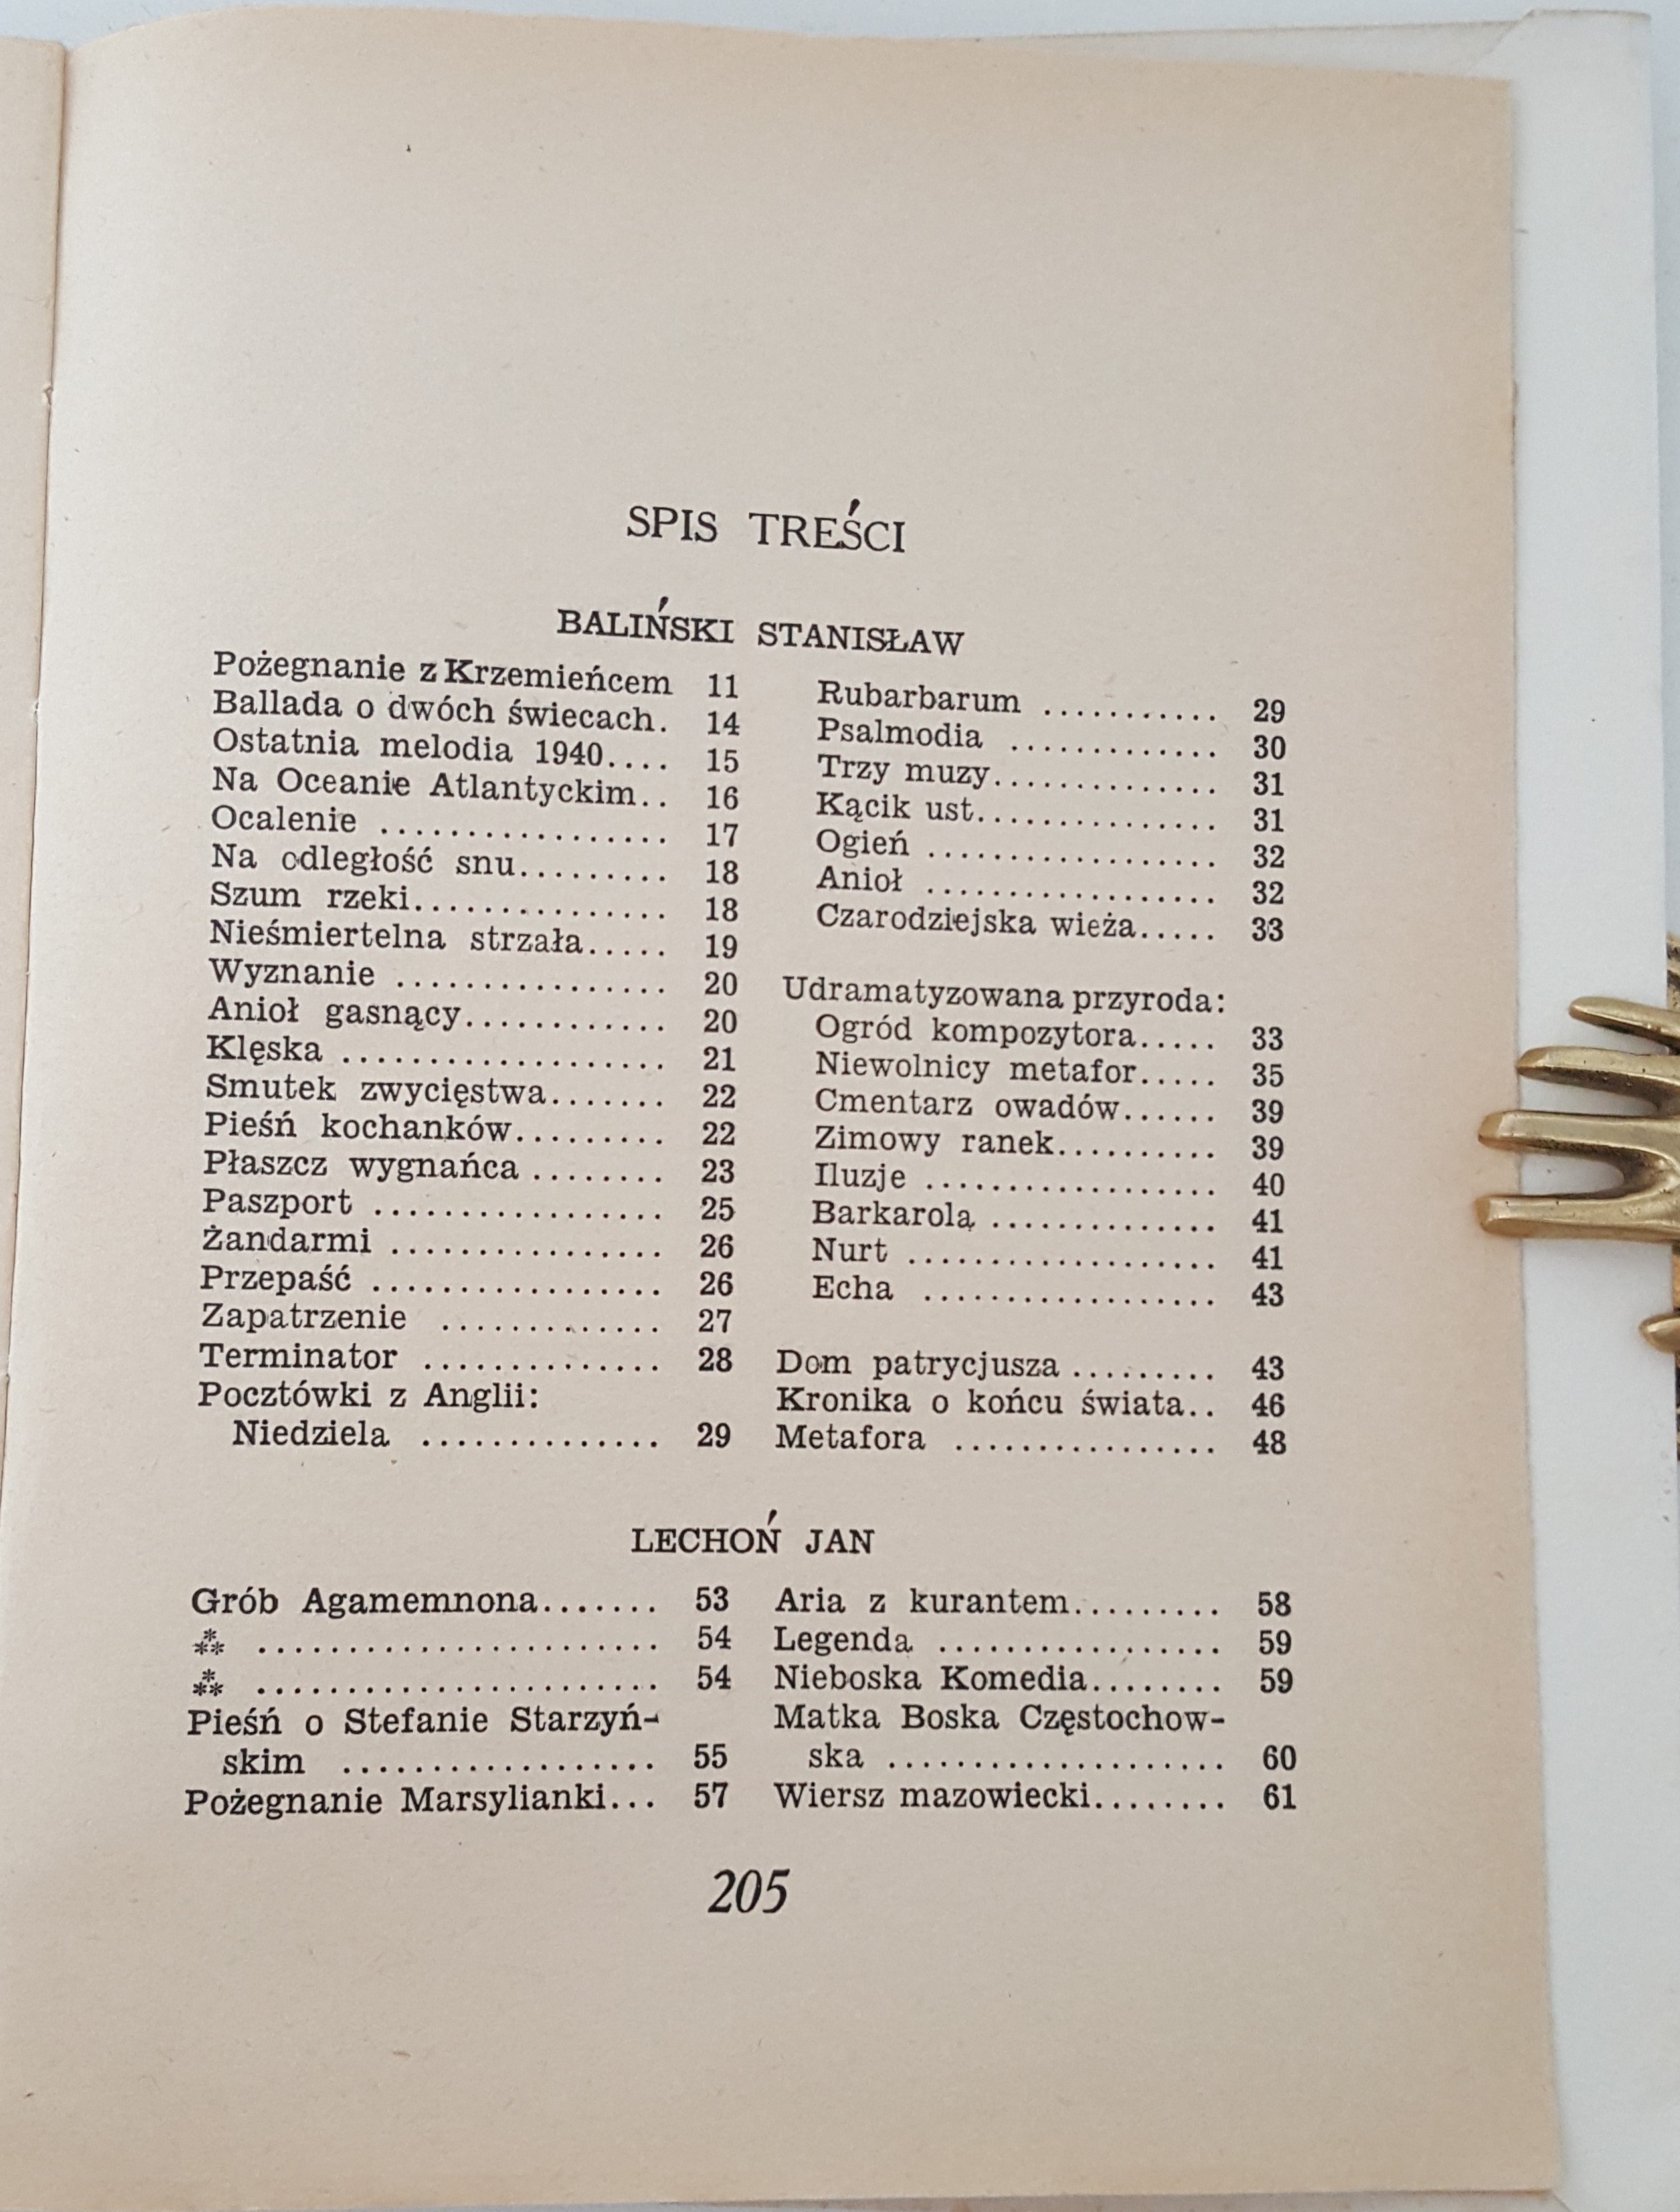 SPIS TREŚCI
BALIŃSKI STANISŁAW
Pożegnanie z Krzemieńcem 11
Ballada o dwóch świecach. 14
Ostatnia melodia 1940.... 15
Na Oceanie Atlantyckim.. 16
Ocalenie ................. 17
Na odległość snu......... 18
Szum rzeki............... 18
Nieśmiertelna strzała..... 19
Wyznanie ................ 20
Anioł gasnący............ 20
Klęska ................... 21
Smutek zwycięstwa....... 22
Pieśń kochanków......... 22
Płaszcz wygnańca ........ 23
Paszport ................. 25
Żandarmi ................ 26
Przepaść ................. 26
Zapatrzenie ............. 27
Terminator .............. 28
Pocztówki z Anglii:
Niedziela .............. 29
Rubarbarum ........... 29
Psalmodia ............. 30
Trzy muzy.............. 31
Kącik ust............... 31
Ogień ................. 32
Anioł ................. 32
Czarodziejska wieża..... 33
Udramatyzowana przyroda:
Ogród kompozytora..... 33
Niewolnicy metafor..... 35
Cmentarz owadów...... 39
Zimowy ranek.......... 39
Iluzje ................. 40
Barkarola ............. 41
Nurt .................. 41
Echa ................. 43
Dom patrycjusza ......... 43
Kronika o końcu świata.. 46
Metafora ................ 48
LECHOŃ JAN
Grób Agamemnona....... 53
⁂ ........................ 54
⁂ ........................ 54
Pieśń o Stefanie Starzyń-
skim ................... 55
Pożegnanie Marsylianki... 57
Aria z kurantem......... 58
Legenda ................. 59
Nieboska Komedia........ 59
Matka Boska Częstochow-
ska .................... 60
Wiersz mazowiecki........ 61
205